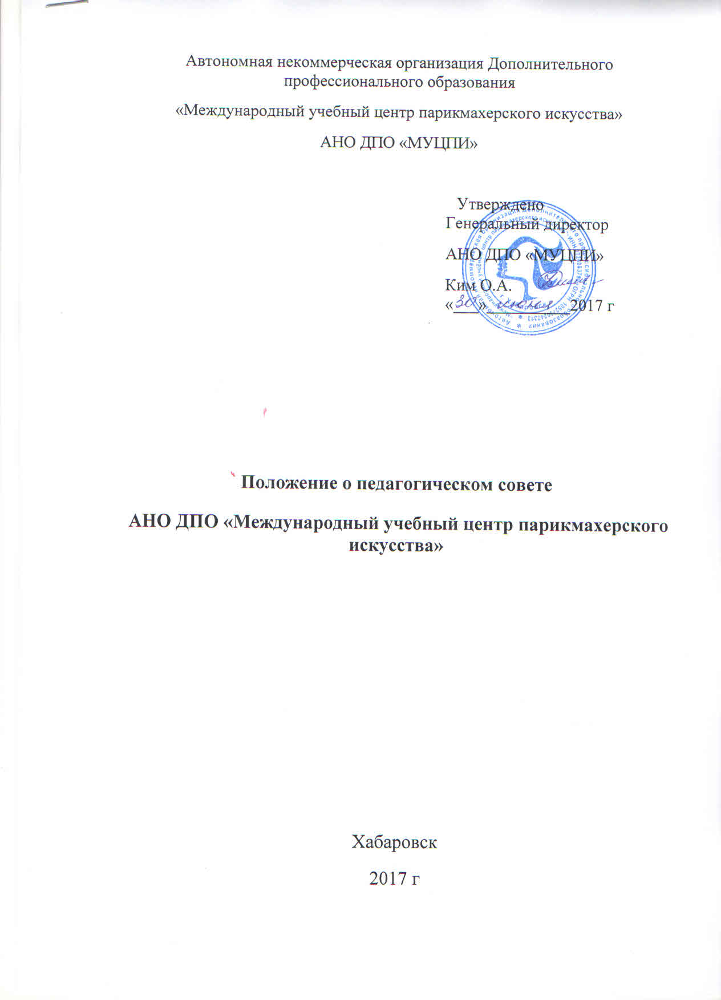 Автономная некоммерческая организация Дополнительного
профессионального образования
«Международный учебный центр парикмахерского искусства»
АНО ДПО «МУЦПИ»
Утверждено
Генеральный директор
АНО ДПО «МУЦПИ»
Ким О.А.
«30» июня 2017 г
Положение о педагогическом совете
АНО ДПО «Международный учебный центр парикмахерского
искусства»
Хабаровск
2017 г